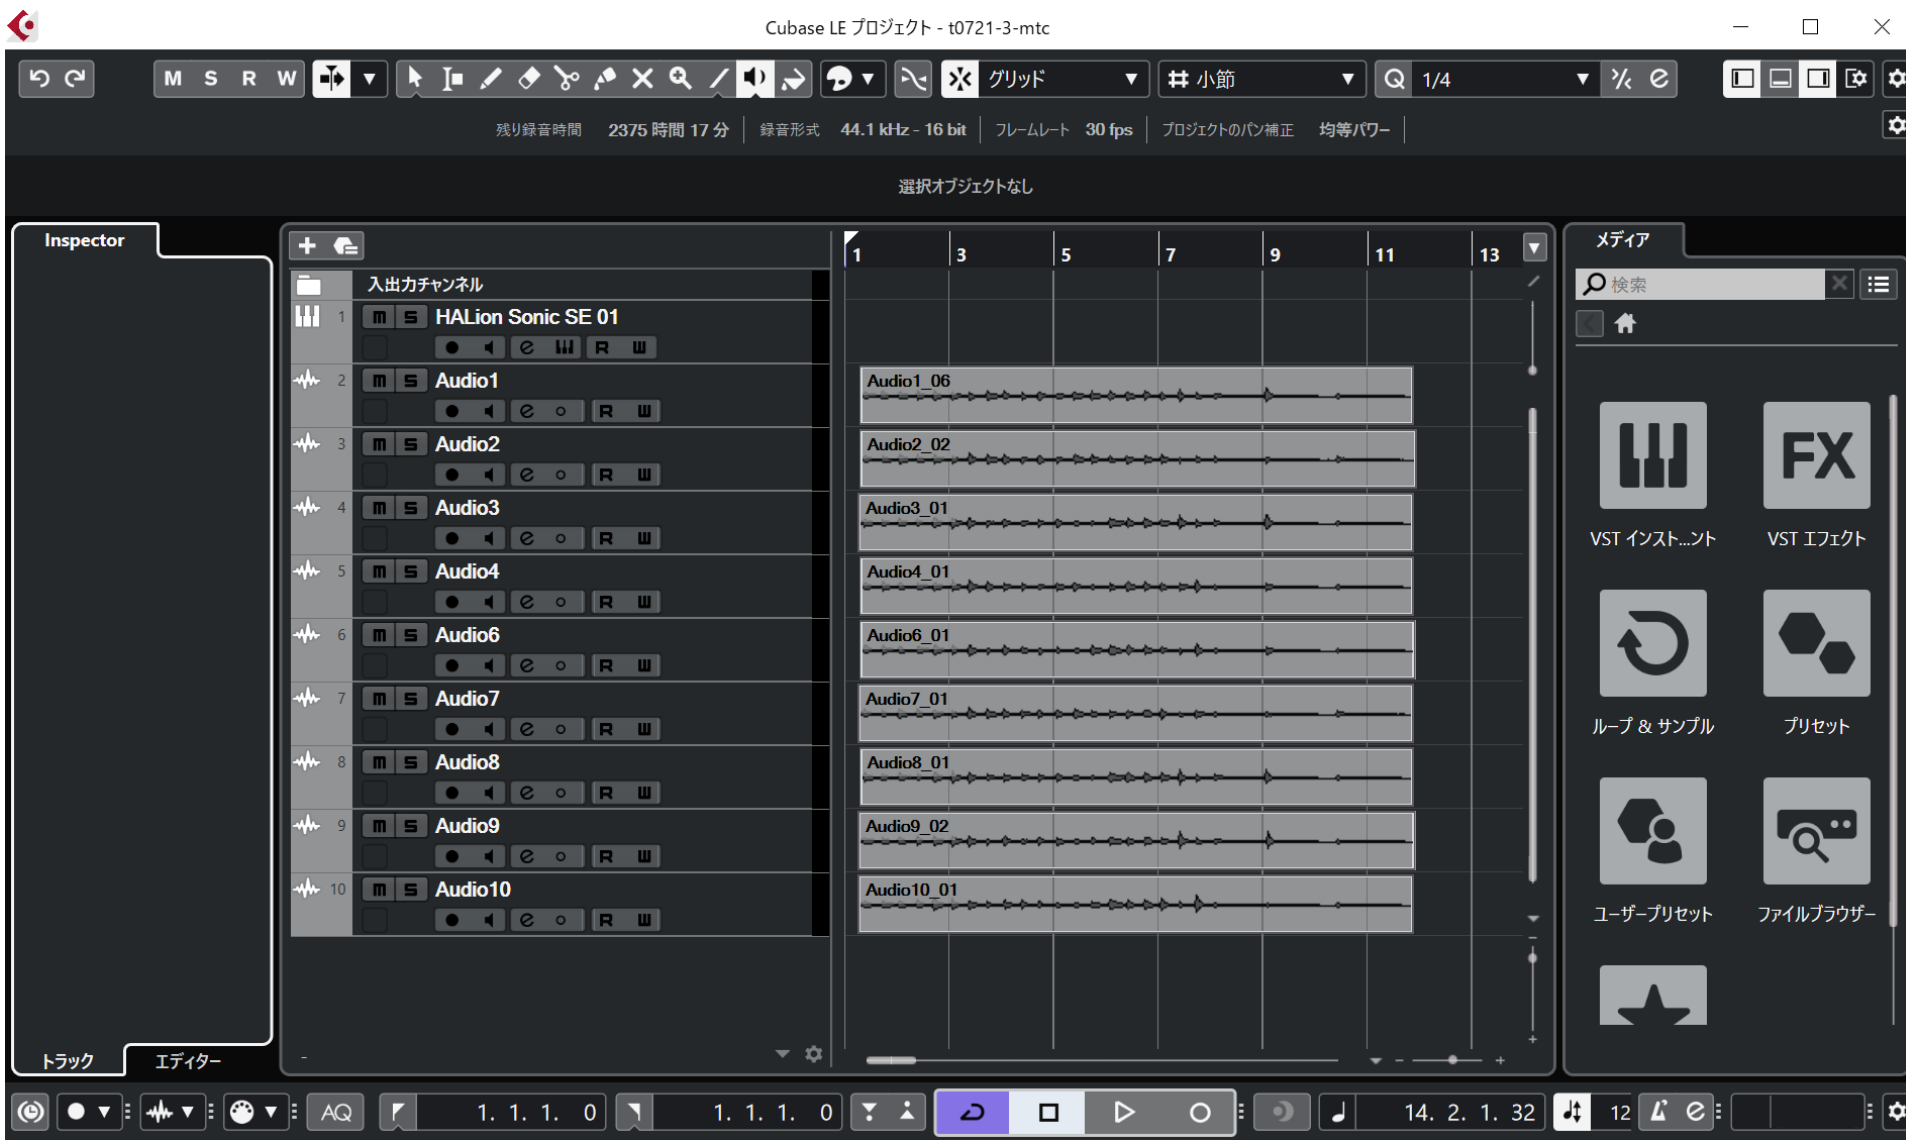 Cubase LE プロジェクト - t0721-3-mtc
M S R W グリッド 小節 Q 1/4
残り録音時間 2375 時間 17 分 録音形式 44.1 kHz - 16 bit フレームレート 30 fps プロジェクトのパン補正 均等パワー
選択オブジェクトなし
Inspector
1 3 5 7 9 11 13
メディア
検索
入出力チャンネル
1 m S HALion Sonic SE 01
e R W
2 m S Audio1
e R W
Audio1_06
3 m S Audio2
e R W
Audio2_02
4 m S Audio3
e R W
Audio3_01
5 m S Audio4
e R W
Audio4_01
6 m S Audio6
e R W
Audio6_01
7 m S Audio7
e R W
Audio7_01
8 m S Audio8
e R W
Audio8_01
9 m S Audio9
e R W
Audio9_02
10 m S Audio10
e R W
Audio10_01
FX
VST インスト...ント VST エフェクト
ループ & サンプル プリセット
ユーザープリセット ファイルブラウザー
トラック エディター
AQ 1. 1. 1. 0 1. 1. 1. 0 14. 2. 1. 32 12 e